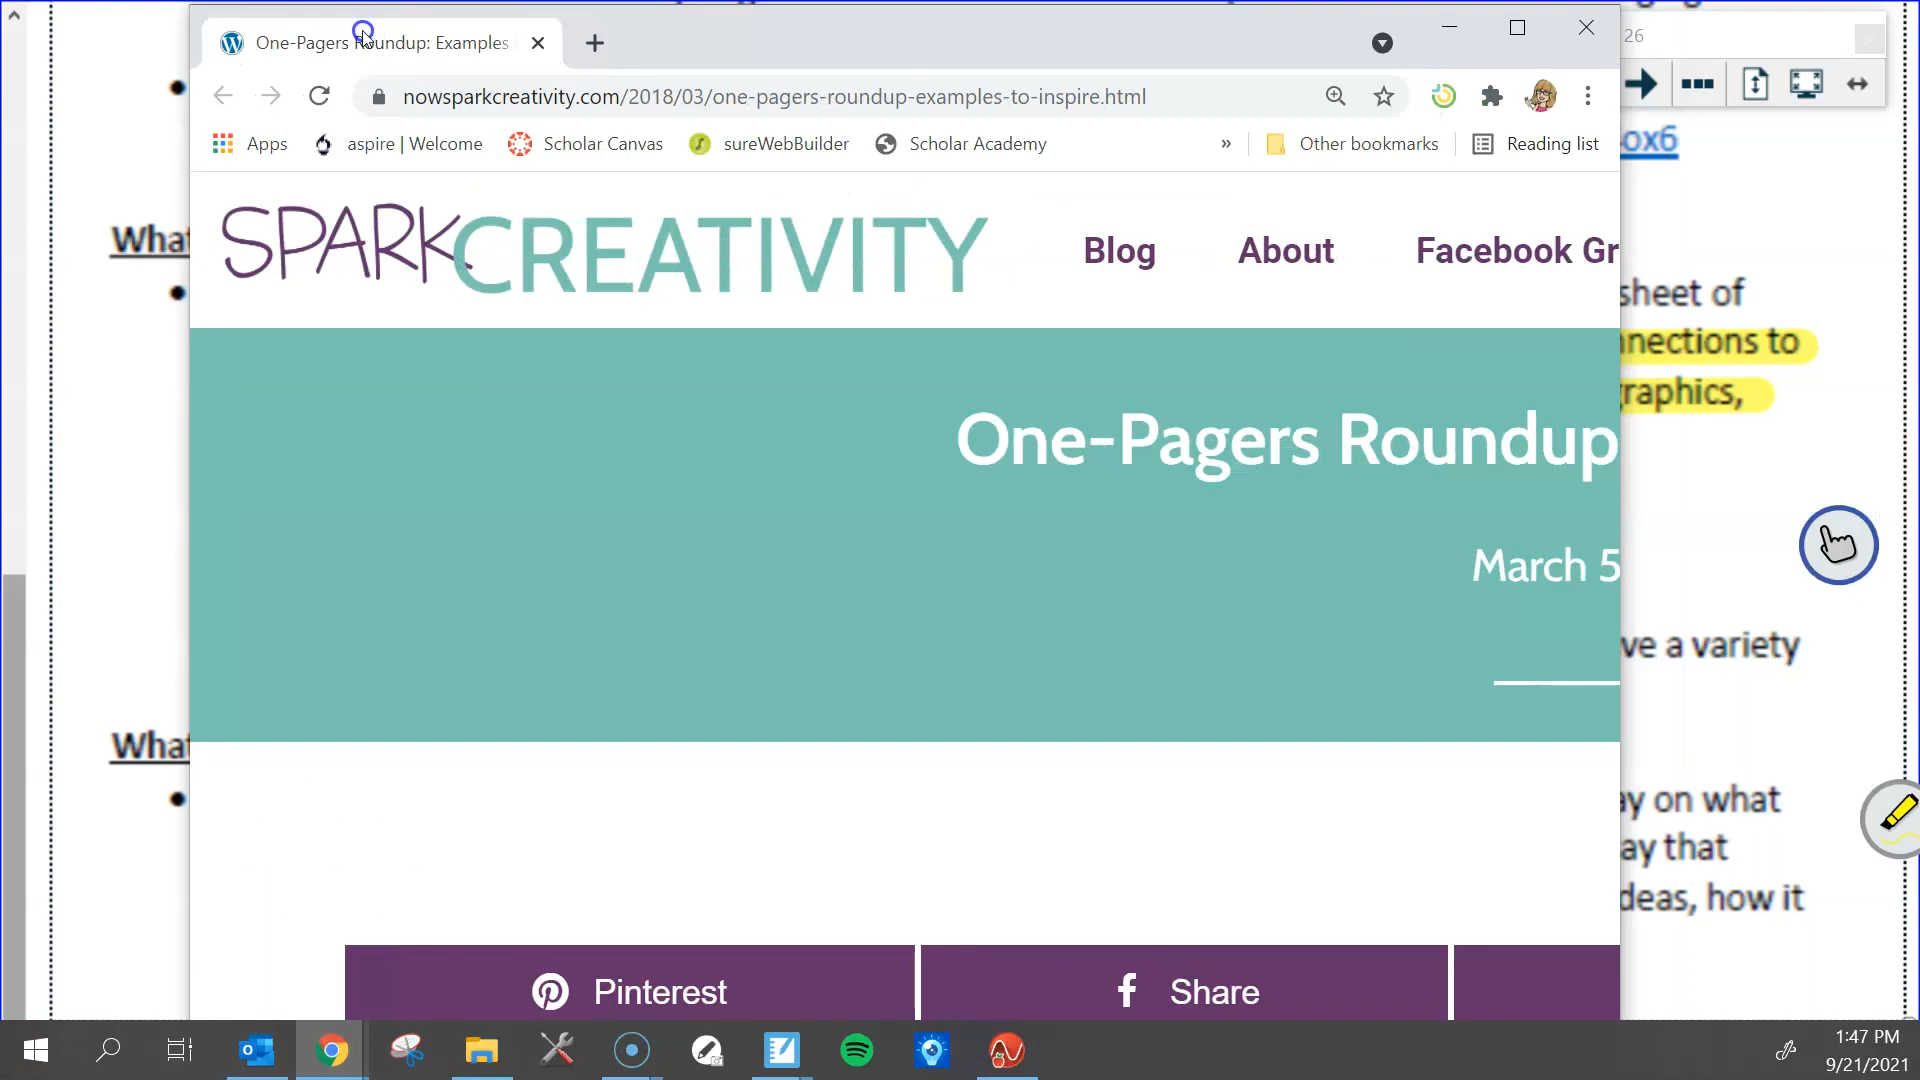 One-Pagers Roundup: Examples
26
nowsparkcreativity.com/2018/03/one-pagers-roundup-examples-to-inspire.html
Apps
aspire | Welcome
Scholar Canvas
sureWebBuilder
Scholar Academy
»
Other bookmarks
Reading list
ox6
SPARKCREATIVITY
Blog
About
Facebook Gr
What
sheet of
nnections to
raphics,
One-Pagers Roundup
March 5
ve a variety
What
ay on what
ay that
deas, how it
Pinterest
Share
1:47 PM
9/21/2021